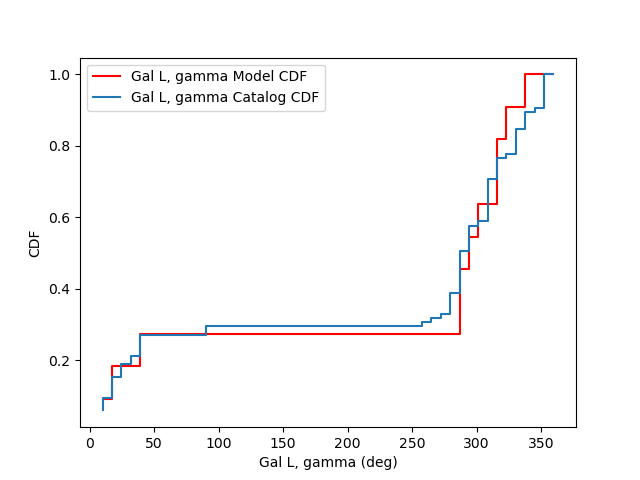 Gal L, gamma Model CDF
Gal L, gamma Catalog CDF
1.0
0.8
0.6
0.4
0.2
CDF
0 50 100 150 200 250 300 350
Gal L, gamma (deg)